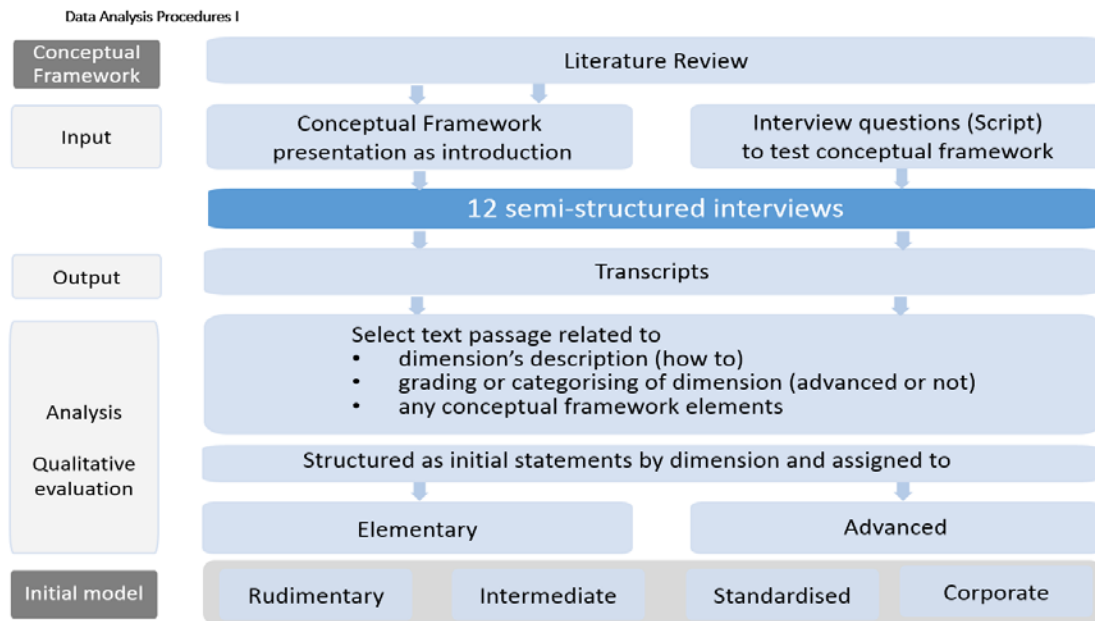 Data Analysis Procedures I
Conceptual
Framework
Literature Review
Input
Conceptual Framework
presentation as introduction
Interview questions (Script)
to test conceptual framework
12 semi-structured interviews
Output
Transcripts
Analysis
Qualitative
evaluation
Select text passage related to
• dimension's description (how to)
• grading or categorising of dimension (advanced or not)
• any conceptual framework elements
Structured as initial statements by dimension and assigned to
Elementary
Advanced
Initial model
Rudimentary
Intermediate
Standardised
Corporate